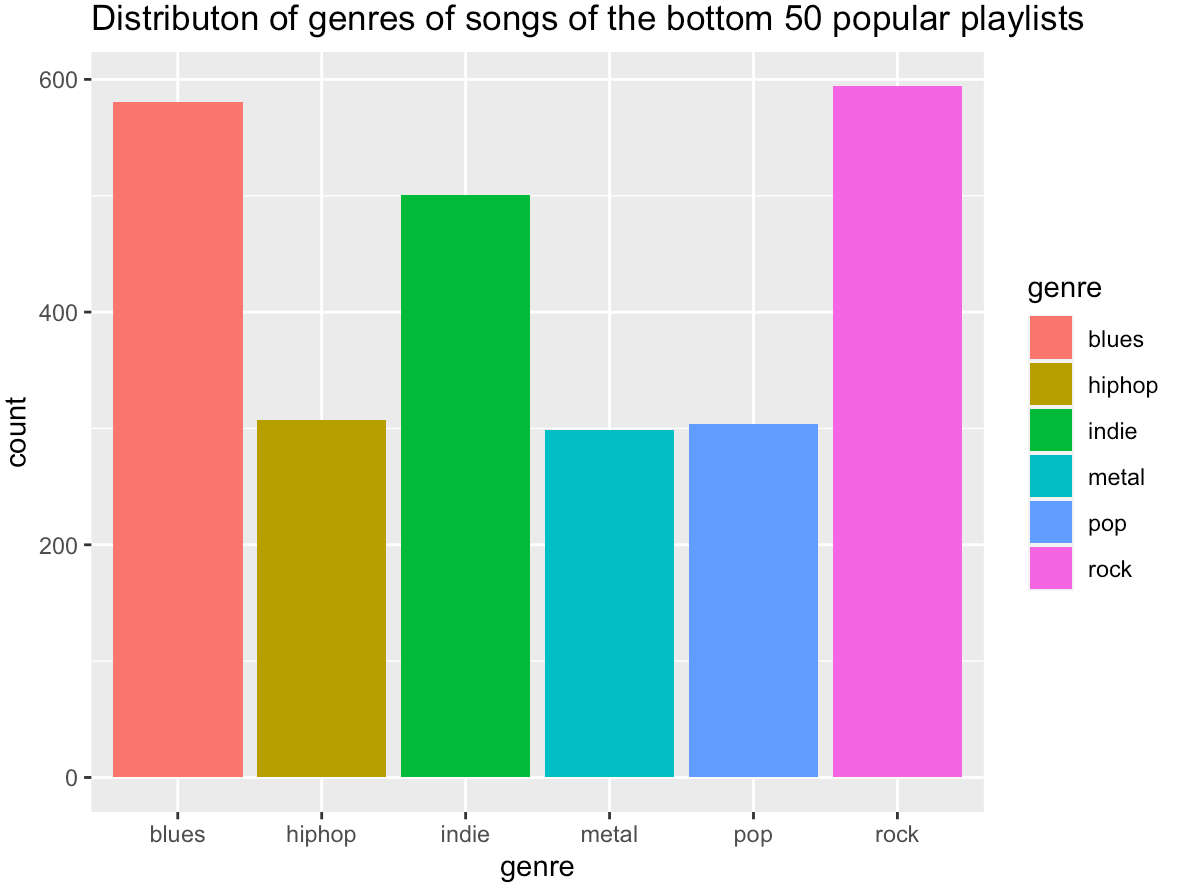 Distributon of genres of songs of the bottom 50 popular playlists
600
400
200
0
count
blues hiphop indie metal pop rock
genre
genre
blues
hiphop
indie
metal
pop
rock